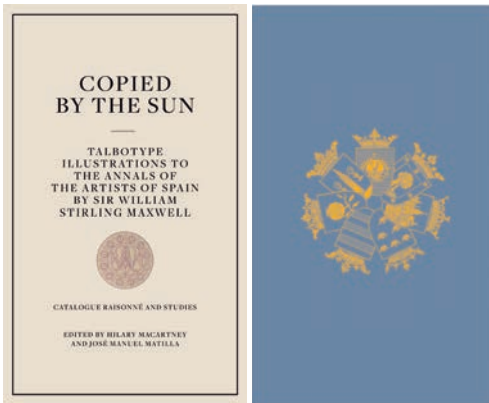 COPIED
BY THE SUN
TALBOTYPE
ILLUSTRATIONS TO
THE ANNALS OF
THE ARTISTS OF SPAIN
BY SIR WILLIAM
STIRLING MAXWELL
CATALOGUE RAISONNÉ AND STUDIES
EDITED BY HILARY MACARTNEY
AND JOSÉ MANUEL MATILLA